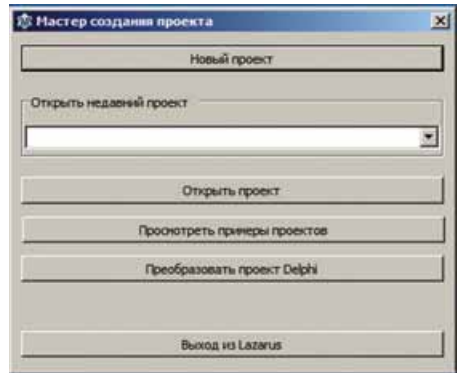 Мастер создания проекта
Новый проект
Открыть недавний проект
Открыть проект
Просмотреть примеры проектов
Преобразовать проект Delphi
Выход из Lazarus